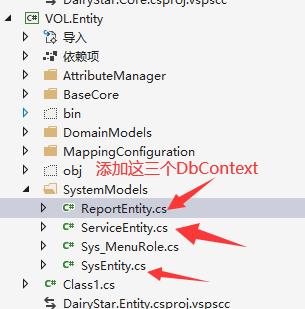 DairyStar.Core.csproj.vspscc
VOL.Entity
导入
依赖项
AttributeManager
BaseCore
bin
DomainModels
MappingConfiguration
obj
添加这三个DbContext
SystemModels
ReportEntity.cs
ServiceEntity.cs
Sys_MenuRole.cs
SysEntity.cs
Class1.cs
DairyStar.Entity.csproj.vspscc